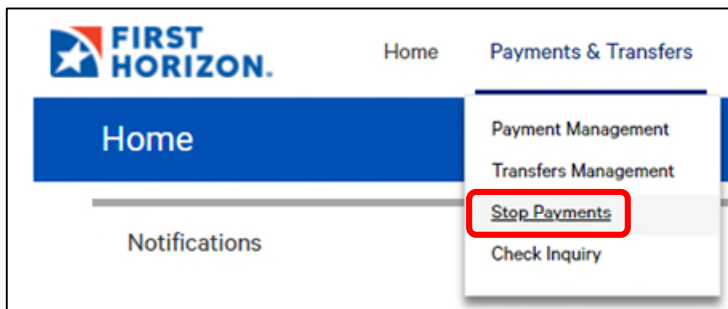 FIRST
HORIZON.
Home
Payments & Transfers
Home
Payment Management
Transfers Management
Stop Payments
Check Inquiry
Notifications